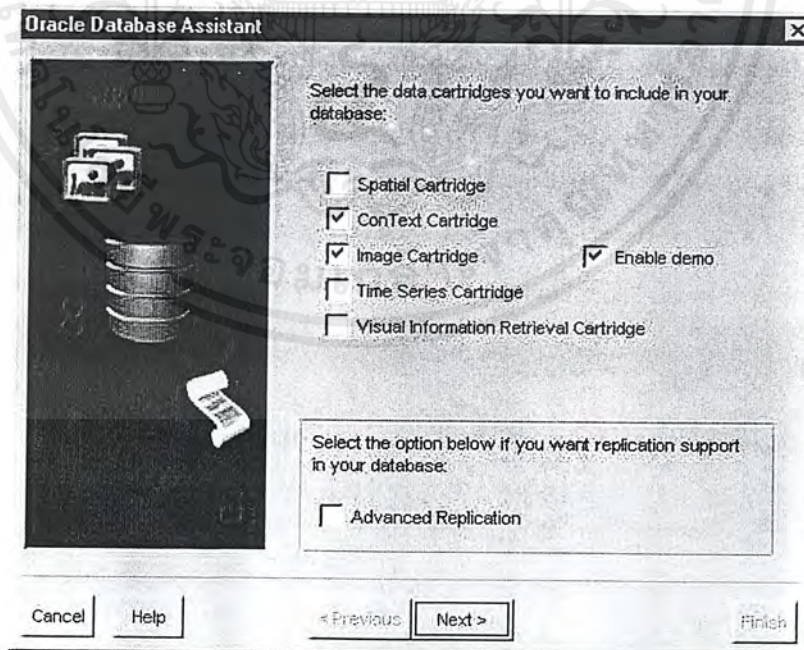 Oracle Database Assistant
Select the data cartridges you want to include in your
database:
Spatial Cartridge
ConText Cartridge
Image Cartridge
Enable demo
Time Series Cartridge
Visual Information Retrieval Cartridge
Select the option below if you want replication support
in your database:
Advanced Replication
Cancel
Help
< Previous
Next >
Finish